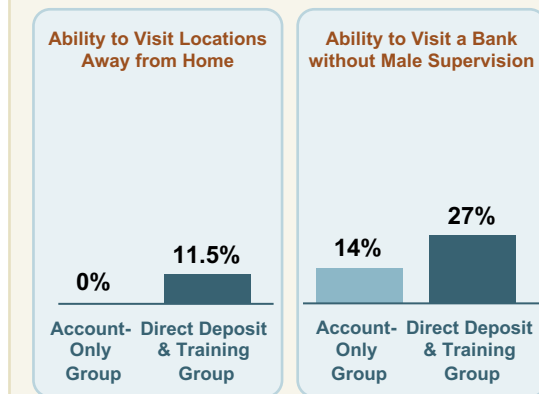 Ability to Visit Locations
Away from Home
0%
11.5%
Account-
Only
Group
Direct Deposit
& Training
Group
Ability to Visit a Bank
without Male Supervision
14%
27%
Account-
Only
Group
Direct Deposit
& Training
Group